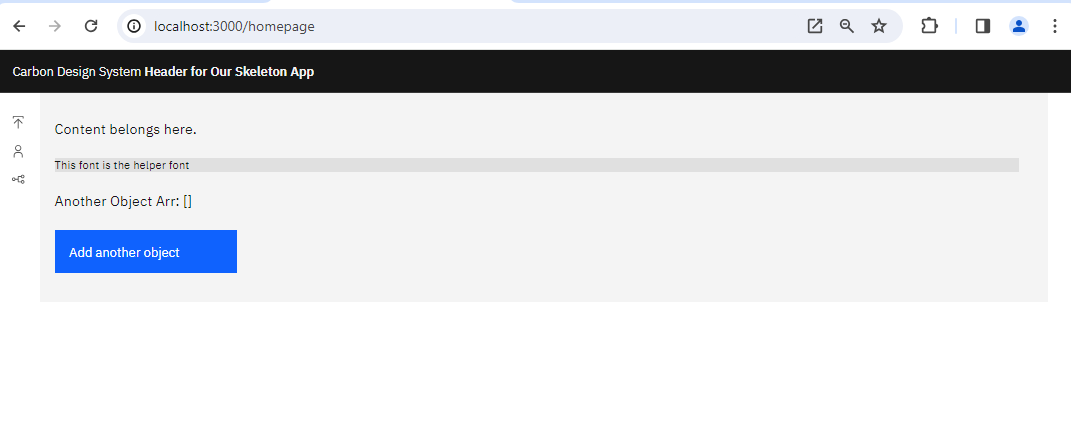 localhost:3000/homepage
Carbon Design System Header for Our Skeleton App
Content belongs here.
This font is the helper font
Another Object Arr: []
Add another object